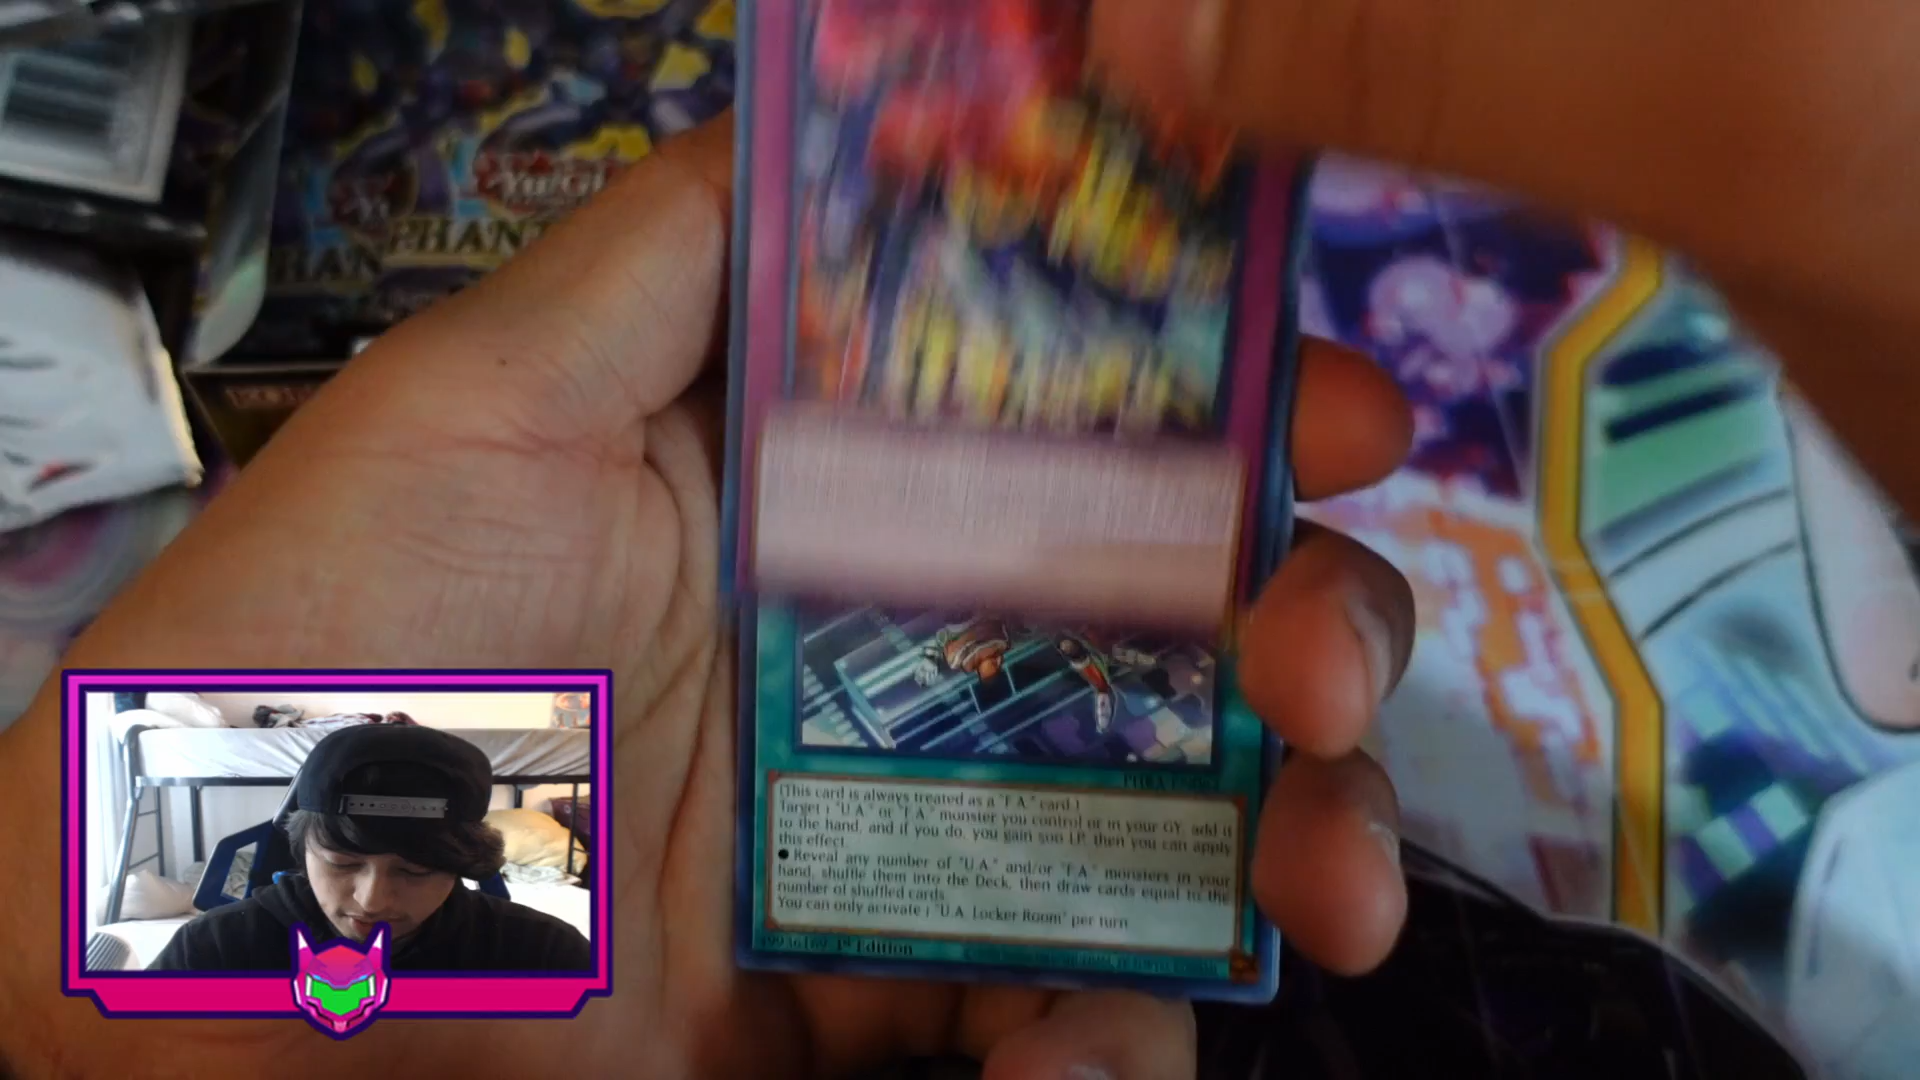 Yu-Gi
PHANT
HAN
(This card is always treated as a "F.A." card.)
Target 1 "U.A." or "F.A." monster you control or in your GY; add it
to the hand, and if you do, you gain 500 LP, then you can apply
this effect.
● Reveal any number of "U.A." and/or "F.A." monsters in your
hand, shuffle them into the Deck, then draw cards equal to the
number of shuffled cards.
You can only activate 1 "U.A. Locker Room" per turn.
1st Edition